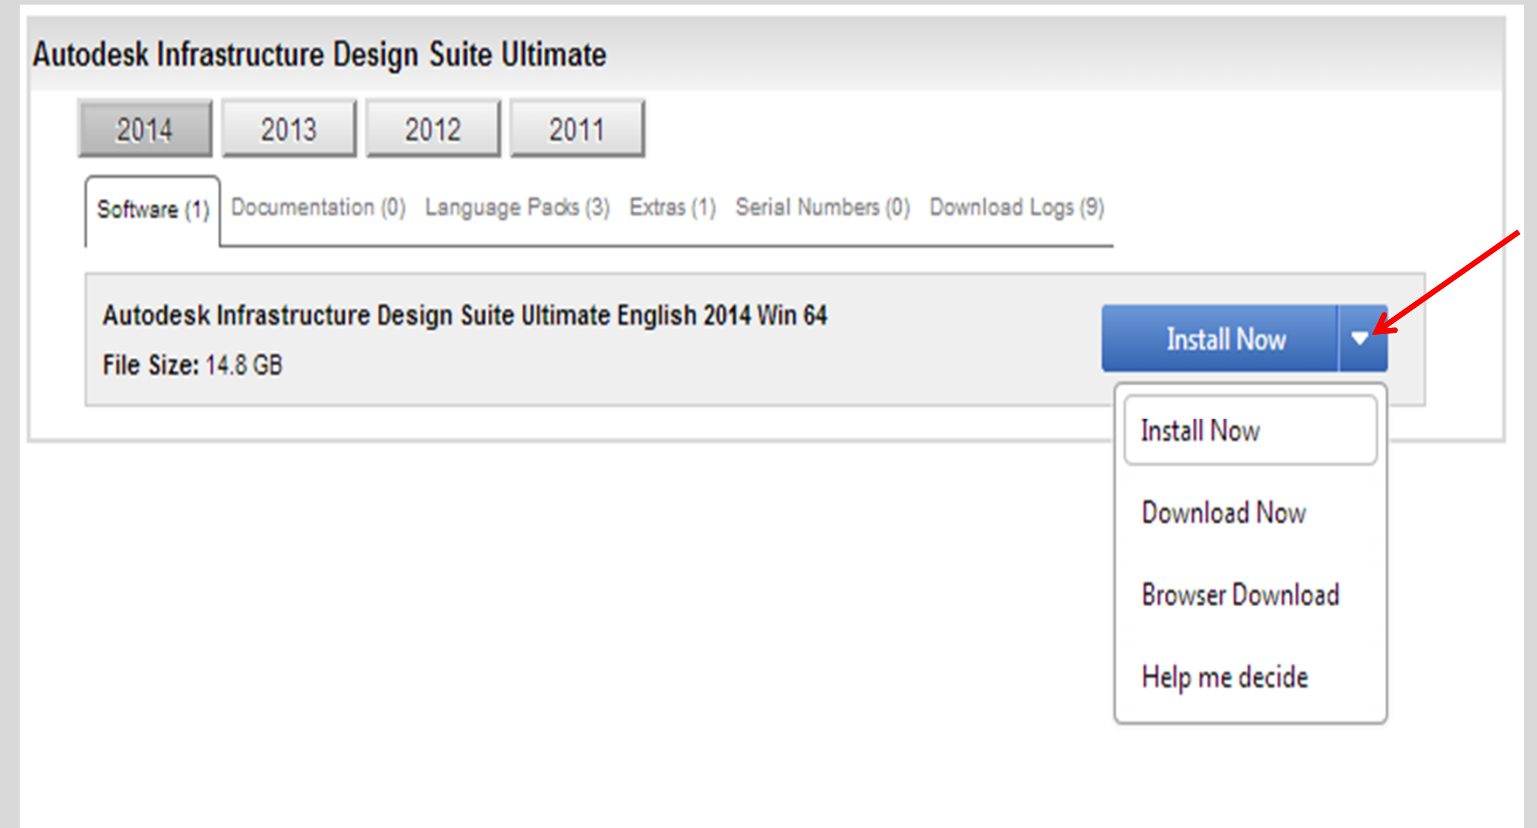 Autodesk Infrastructure Design Suite Ultimate
2014 2013 2012 2011
Software (1) Documentation (0) Language Packs (3) Extras (1) Serial Numbers (0) Download Logs (9)
Autodesk Infrastructure Design Suite Ultimate English 2014 Win 64
File Size: 14.8 GB
Install Now
Install Now
Download Now
Browser Download
Help me decide